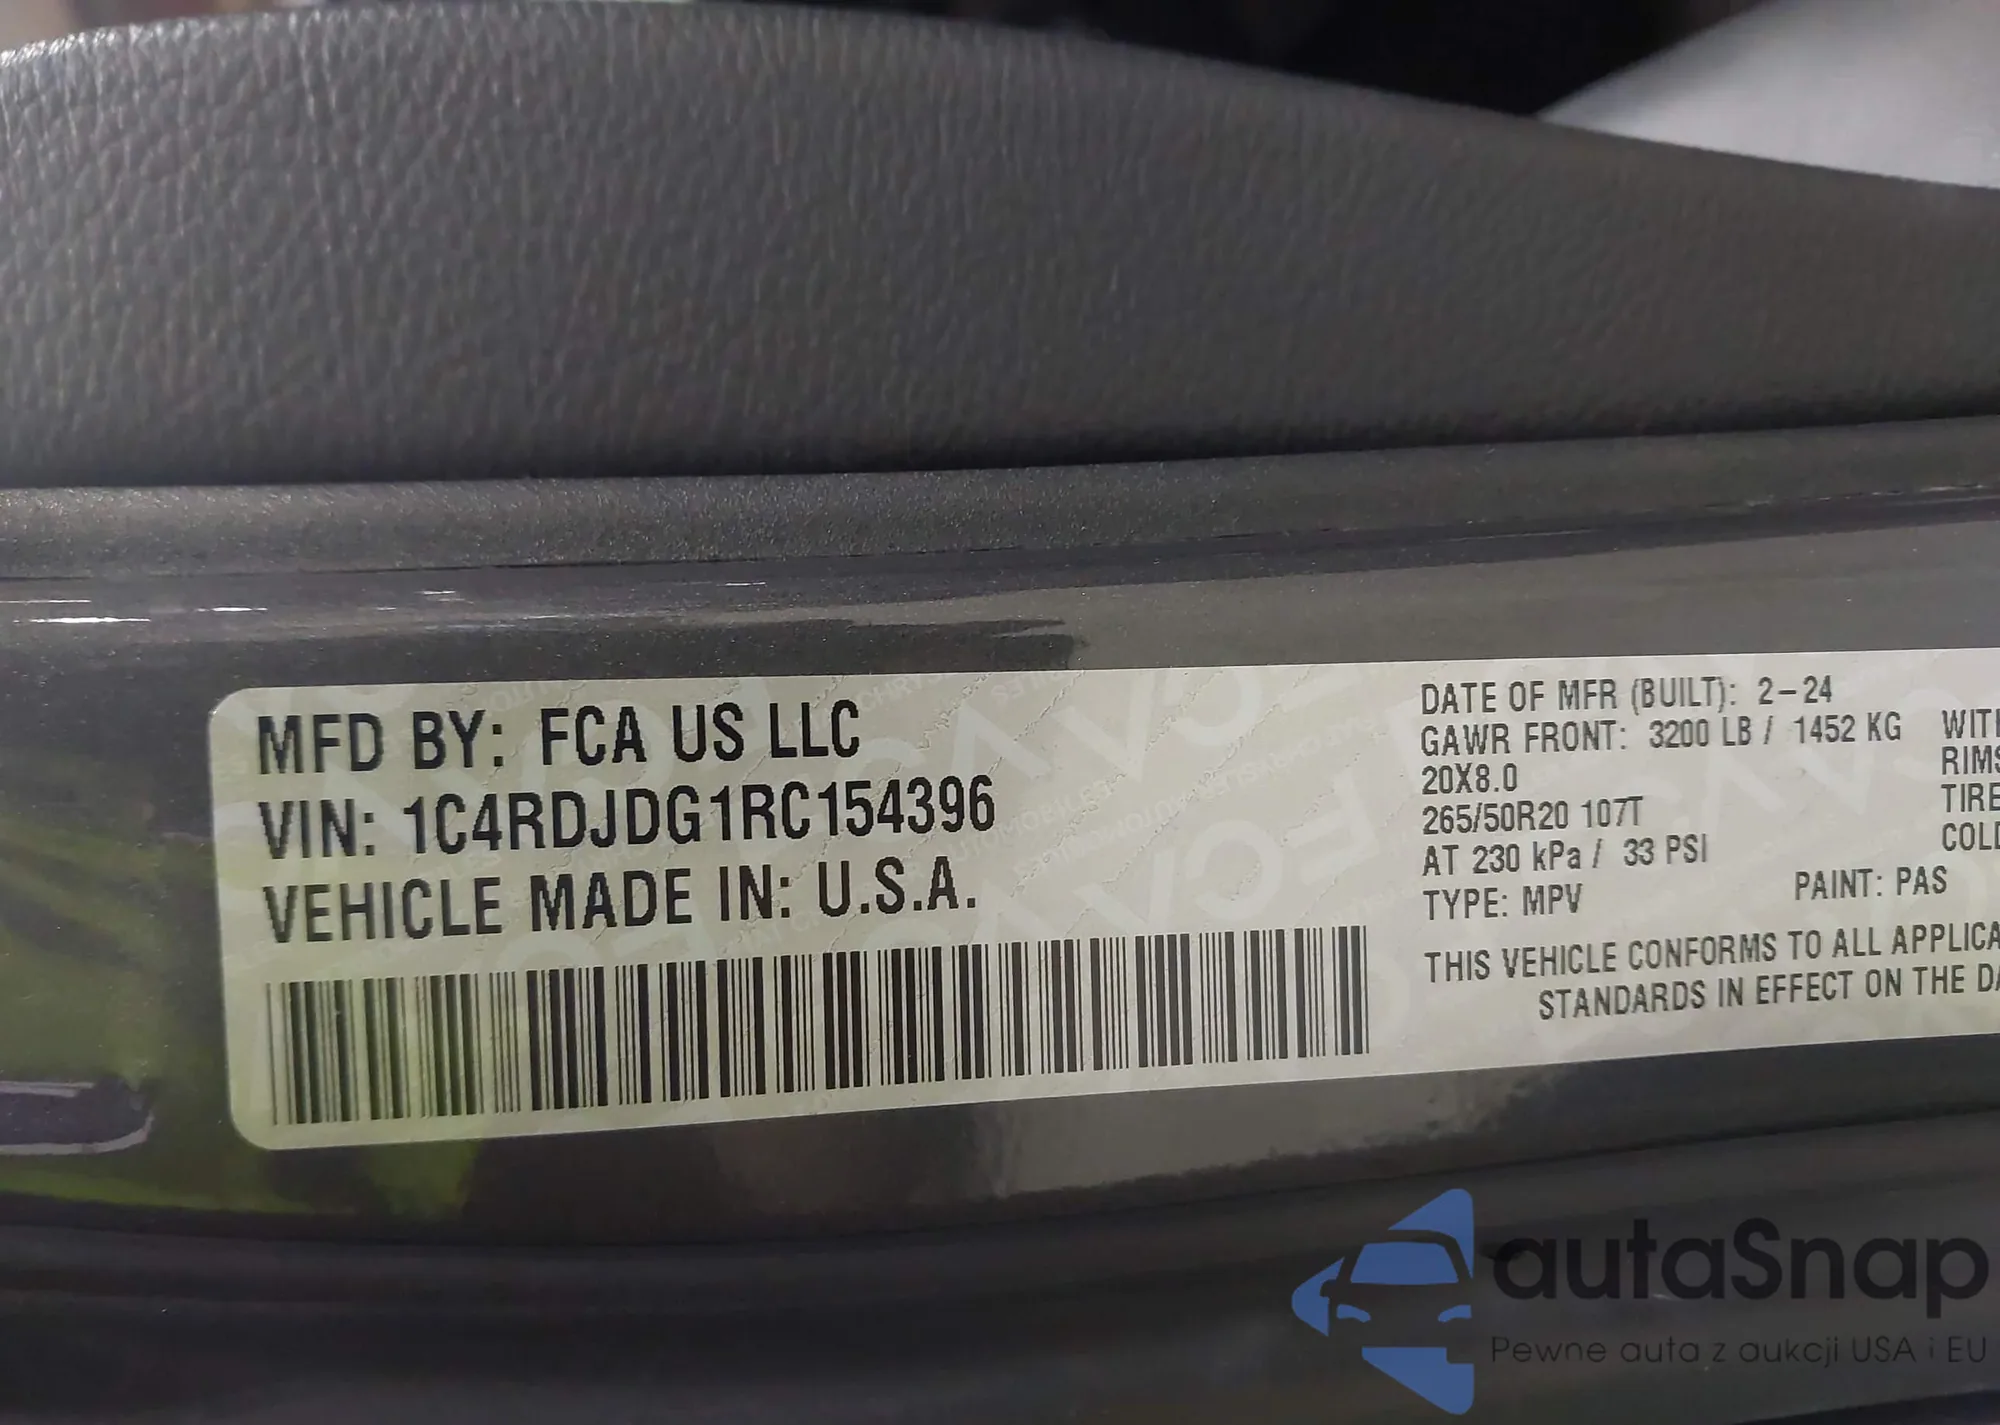 MFD BY: FCA US LLC
VIN: 1C4RDJDG1RC154396
VEHICLE MADE IN: U.S.A.
DATE OF MFR (BUILT): 2-24
GAWR FRONT: 3200 LB / 1452 KG
20X8.0
265/50R20 107T
AT 230 kPa / 33 PSI
TYPE: MPV
PAINT: PAS
THIS VEHICLE CONFORMS TO ALL
STANDARDS IN EFFECT ON THE
autaSnap
Pewne auta z aukcji USA i EU